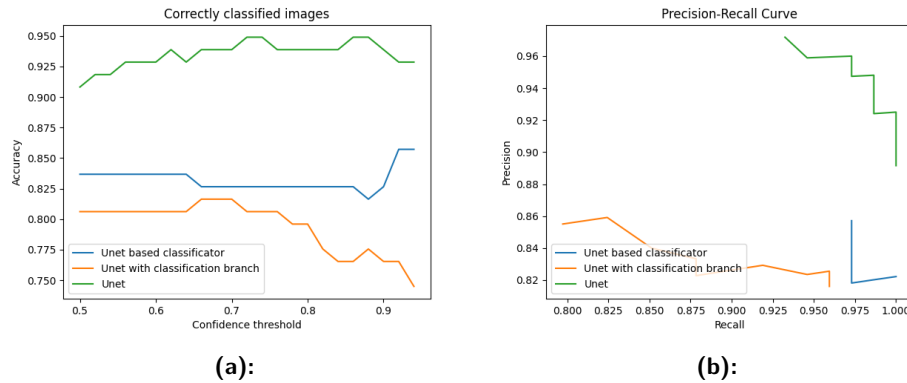 Correctly classified images
0.950
0.925
0.900
0.875
0.850
0.825
0.800
0.775
0.750
Accuracy
Unet based classificator
Unet with classification branch
Unet
0.5 0.6 0.7 0.8 0.9
Confidence threshold
(a):
Precision-Recall Curve
0.96
0.94
0.92
0.90
0.88
0.86
0.84
0.82
Precision
Unet based classificator
Unet with classification branch
Unet
0.800 0.825 0.850 0.875 0.900 0.925 0.950 0.975 1.000
Recall
(b):